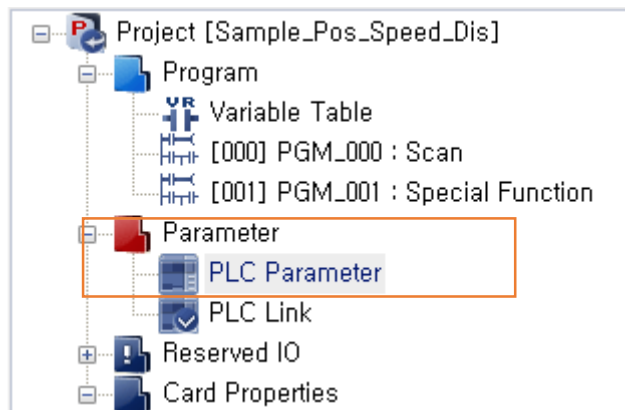 Project [Sample_Pos_Speed_Dis]
Program
Variable Table
[000] PGM_000 : Scan
[001] PGM_001 : Special Function
Parameter
PLC Parameter
PLC Link
Reserved IO
Card Properties